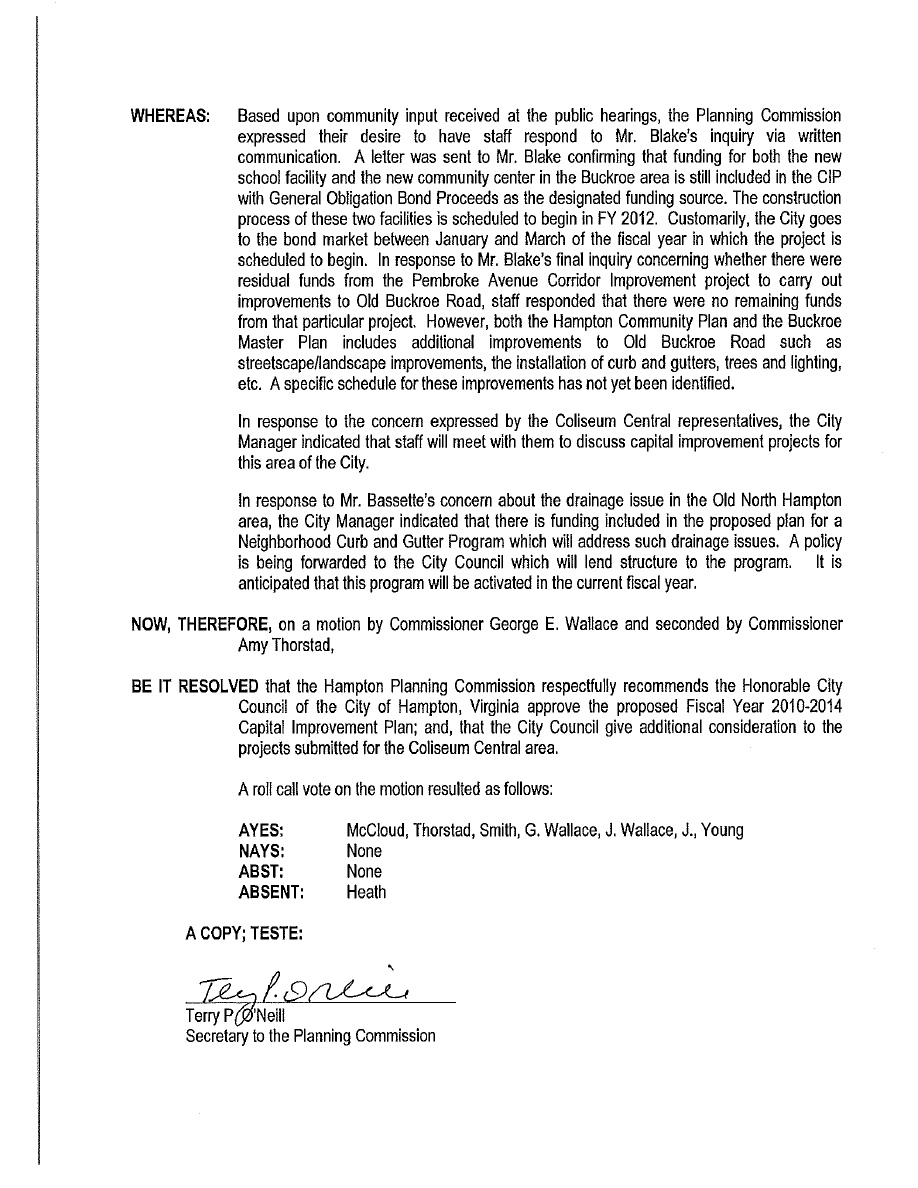 WHEREAS: Based upon community input received at the public hearings, the Planning Commission
expressed their desire to have staff respond to Mr. Blake's inquiry via written
communication. A letter was sent to Mr. Blake confirming that funding for both the new
school facility and the new community center in the Buckroe area is still included in the CIP
with General Obligation Bond Proceeds as the designated funding source. The construction
process of these two facilities is scheduled to begin in FY 2012. Customarily, the City goes
to the bond market between January and March of the fiscal year in which the project is
scheduled to begin. In response to Mr. Blake's final inquiry concerning whether there were
residual funds from the Pembroke Avenue Corridor Improvement project to carry out
improvements to Old Buckroe Road, staff responded that there were no remaining funds
from that particular project. However, both the Hampton Community Plan and the Buckroe
Master Plan includes additional improvements to Old Buckroe Road such as
streetscape/landscape improvements, the installation of curb and gutters, trees and lighting,
etc. A specific schedule for these improvements has not yet been identified.
In response to the concern expressed by the Coliseum Central representatives, the City
Manager indicated that staff will meet with them to discuss capital improvement projects for
this area of the City.
In response to Mr. Bassette's concern about the drainage issue in the Old North Hampton
area, the City Manager indicated that there is funding included in the proposed plan for a
Neighborhood Curb and Gutter Program which will address such drainage issues. A policy
is being forwarded to the City Council which will lend structure to the program. It is
anticipated that this program will be activated in the current fiscal year.
NOW, THEREFORE, on a motion by Commissioner George E. Wallace and seconded by Commissioner
Amy Thorstad,
BE IT RESOLVED that the Hampton Planning Commission respectfully recommends the Honorable City
Council of the City of Hampton, Virginia approve the proposed Fiscal Year 2010-2014
Capital Improvement Plan; and, that the City Council give additional consideration to the
projects submitted for the Coliseum Central area.
A roll call vote on the motion resulted as follows:
AYES: McCloud, Thorstad, Smith, G. Wallace, J. Wallace, J., Young
NAYS: None
ABST: None
ABSENT: Heath
A COPY; TESTE:
Terry P. O'Neill
Terry P. O'Neill
Secretary to the Planning Commission